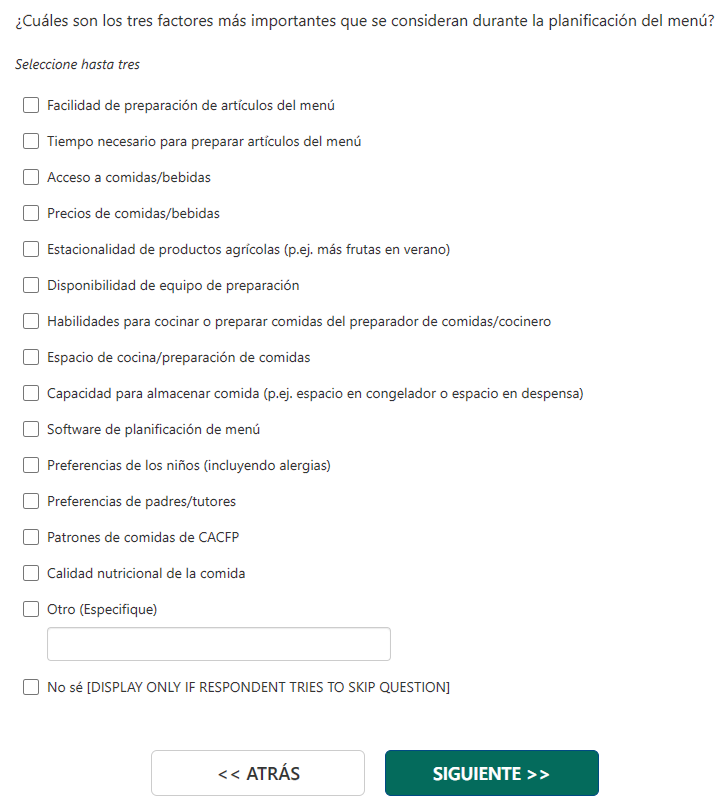 ¿Cuáles son los tres factores más importantes que se consideran durante la planificación del menú?
Seleccione hasta tres
Facilidad de preparación de artículos del menú
Tiempo necesario para preparar artículos del menú
Acceso a comidas/bebidas
Precios de comidas/bebidas
Estacionalidad de productos agrícolas (p.ej. más frutas en verano)
Disponibilidad de equipo de preparación
Habilidades para cocinar o preparar comidas del preparador de comidas/cocinero
Espacio de cocina/preparación de comidas
Capacidad para almacenar comida (p.ej. espacio en congelador o espacio en despensa)
Software de planificación de menú
Preferencias de los niños (incluyendo alergias)
Preferencias de padres/tutores
Patrones de comidas de CACFP
Calidad nutricional de la comida
Otro (Especifique)
No sé [DISPLAY ONLY IF RESPONDENT TRIES TO SKIP QUESTION]
<< ATRÁS
SIGUIENTE >>